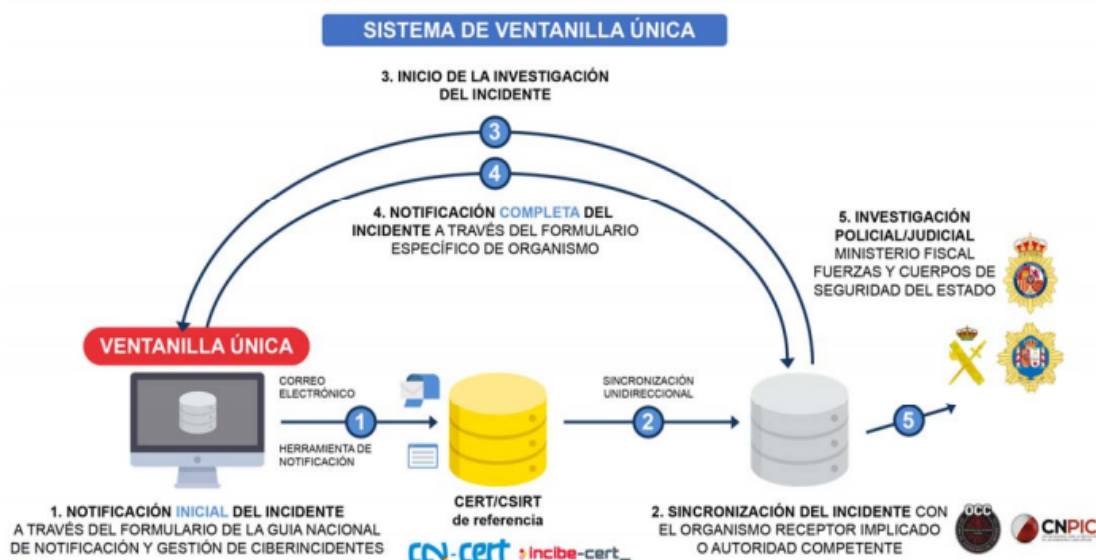 SISTEMA DE VENTANILLA ÚNICA
3. INICIO DE LA INVESTIGACIÓN
DEL INCIDENTE
3
4
4. NOTIFICACIÓN COMPLETA DEL
INCIDENTE A TRAVÉS DEL FORMULARIO
ESPECÍFICO DE ORGANISMO
5. INVESTIGACIÓN
POLICIAL/JUDICIAL
MINISTERIO FISCAL
FUERZAS Y CUERPOS DE
SEGURIDAD DEL ESTADO
VENTANILLA ÚNICA
CORREO
ELECTRÓNICO
1
HERRAMIENTA DE
NOTIFICACIÓN
SINCRONIZACIÓN
UNIDIRECCIONAL
2
5
1. NOTIFICACIÓN INICIAL DEL INCIDENTE
A TRAVÉS DEL FORMULARIO DE LA GUIA NACIONAL
DE NOTIFICACIÓN Y GESTIÓN DE CIBERINCIDENTES
CERT/CSIRT
de referencia
ccn-cert
incibe-cert_
2. SINCRONIZACIÓN DEL INCIDENTE CON
EL ORGANISMO RECEPTOR IMPLICADO
O AUTORIDAD COMPETENTE
OCC
CNPIC